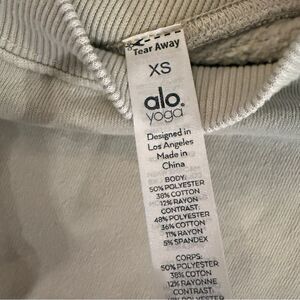 Tear Away
XS
alo
yoga
Designed in
Los Angeles
Made in
China
BODY:
50% POLYESTER
38% COTTON
12% RAYON
CONTRAST:
48% POLYESTER
36% COTTON
11% RAYON
5% SPANDEX
CORPS:
50% POLYESTER
38% COTON
12% RAYONNE
CONTRASTE